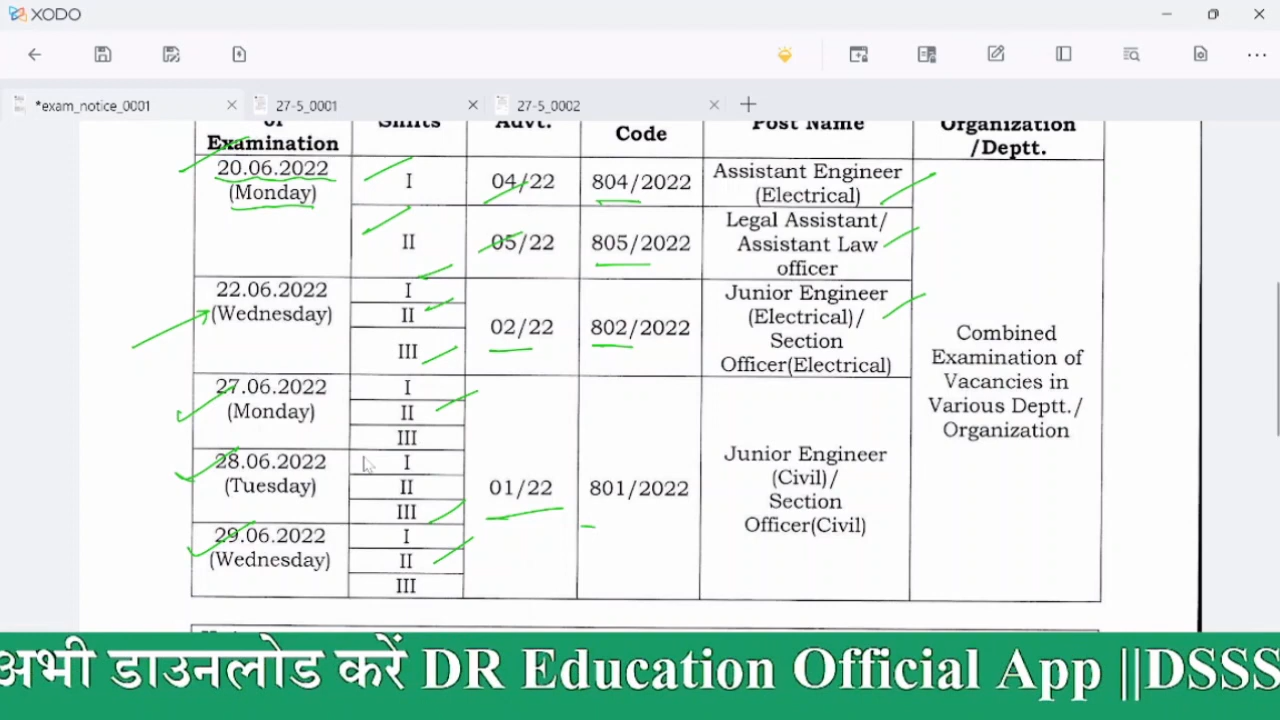 XODO
*exam_notice_0001
27-5_0001
27-5_0002
of
Examination
Shifts
Advt.
Code
Post Name
Organization
/Deptt.
20.06.2022
(Monday)
I
04/22
804/2022
Assistant Engineer
(Electrical)
II
05/22
805/2022
Legal Assistant/
Assistant Law
officer
22.06.2022
(Wednesday)
I
II
III
02/22
802/2022
Junior Engineer
(Electrical)/
Section
Officer(Electrical)
27.06.2022
(Monday)
I
II
III
28.06.2022
(Tuesday)
I
II
III
29.06.2022
(Wednesday)
I
II
III
01/22
801/2022
Junior Engineer
(Civil)/
Section
Officer(Civil)
Combined
Examination of
Vacancies in
Various Deptt./
Organization
अभी डाउनलोड करें DR Education Official App ||DSSS